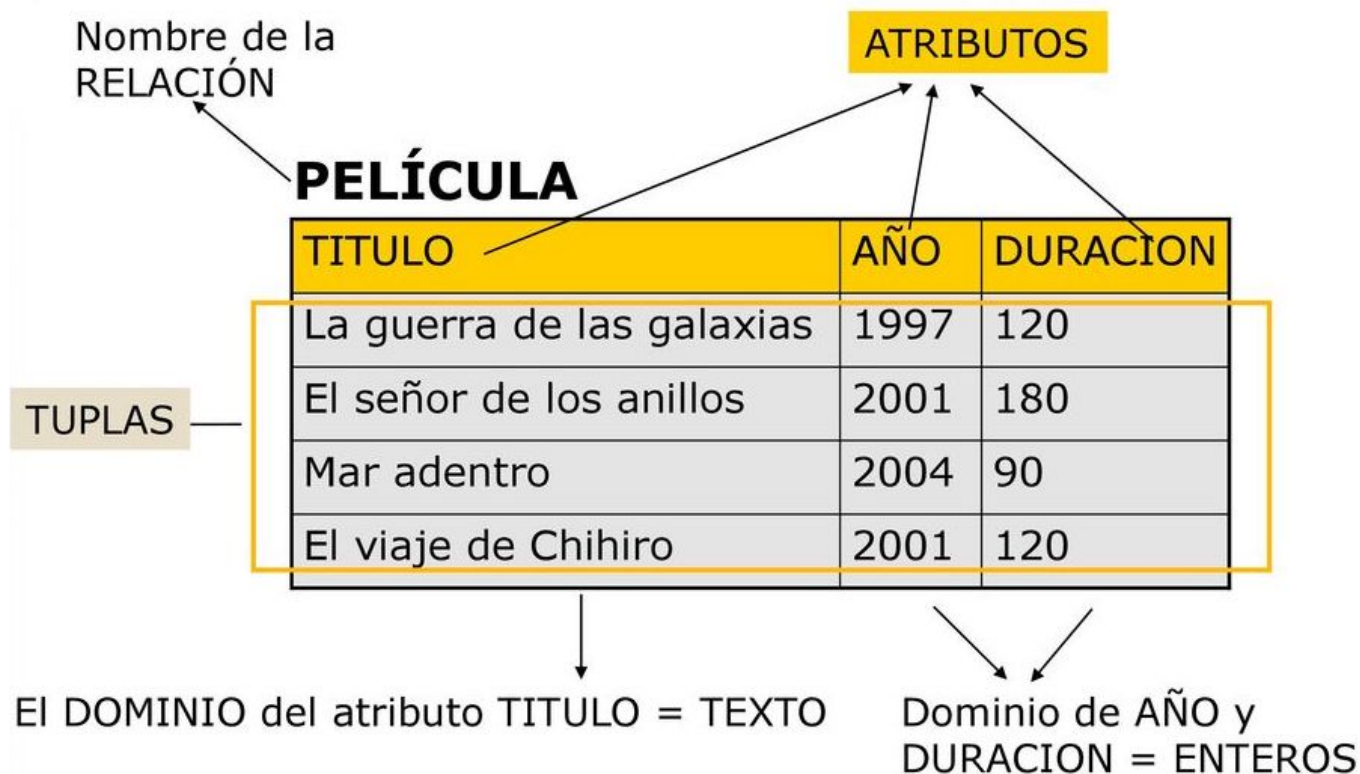 Nombre de la
RELACIÓN
ATRIBUTOS
PELÍCULA
TITULO AÑO DURACION
La guerra de las galaxias 1997 120
El señor de los anillos 2001 180
Mar adentro 2004 90
El viaje de Chihiro 2001 120
TUPLAS
El DOMINIO del atributo TITULO = TEXTO
Dominio de AÑO y
DURACION = ENTEROS